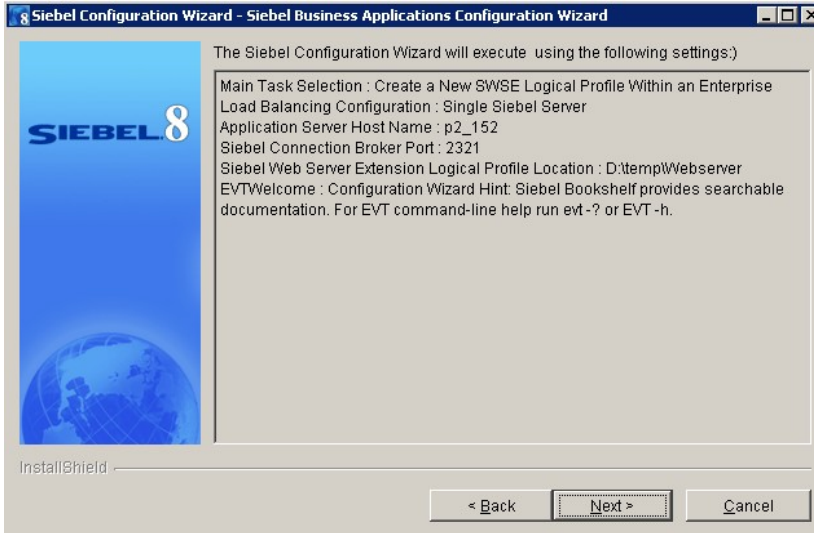 Siebel Configuration Wizard - Siebel Business Applications Configuration Wizard
The Siebel Configuration Wizard will execute using the following settings:)
Main Task Selection : Create a New SWSE Logical Profile Within an Enterprise
Load Balancing Configuration : Single Siebel Server
Application Server Host Name : p2_152
Siebel Connection Broker Port : 2321
Siebel Web Server Extension Logical Profile Location : D:\temp\Webserver
EVTWelcome : Configuration Wizard Hint: Siebel Bookshelf provides searchable
documentation. For EVT command-line help run evt -? or EVT -h.
SIEBEL.8
InstallShield
< Back
Next >
Cancel